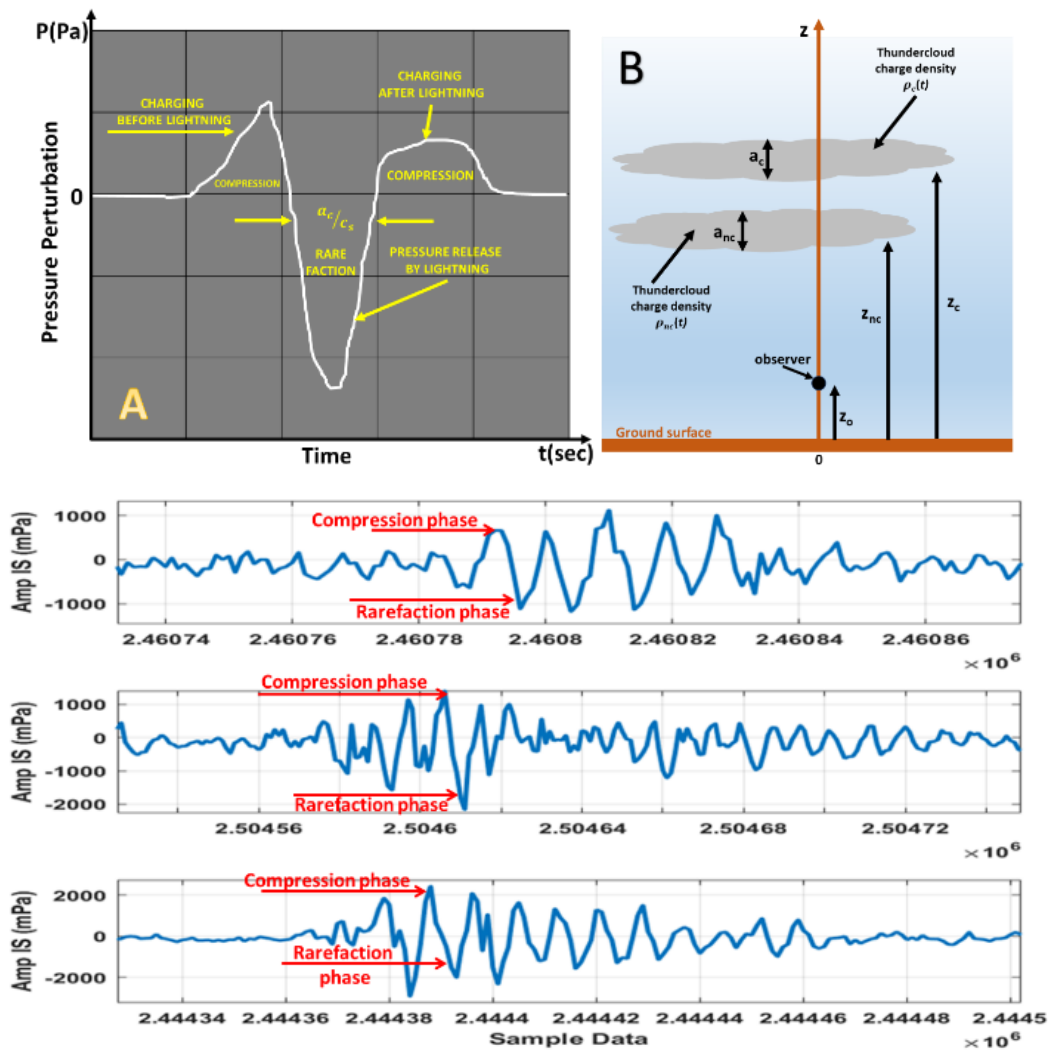 P(Pa)
CHARGING
BEFORE LIGHTNING
CHARGING
AFTER LIGHTNING
COMPRESSION
COMPRESSION
0
α_c/c_s
RARE
FACTION
PRESSURE RELEASE
BY LIGHTNING
Pressure Perturbation
A
Time
t(sec)
B
z
Thundercloud
charge density
ρ_c(t)
a_c
a_nc
Thundercloud
charge density
ρ_nc(t)
z_nc
z_c
observer
z_o
Ground surface
0
Amp IS (mPa)
1000
0
-1000
Compression phase
Rarefaction phase
2.46074
2.46076
2.46078
2.4608
2.46082
2.46084
2.46086
×10^6
Amp IS (mPa)
1000
0
-1000
-2000
Compression phase
Rarefaction phase
2.50456
2.5046
2.50464
2.50468
2.50472
×10^6
Amp IS (mPa)
2000
0
-2000
Compression phase
Rarefaction
phase
2.44434
2.44436
2.44438
2.4444
2.44442
2.44444
2.44446
2.44448
2.4445
×10^6
Sample Data